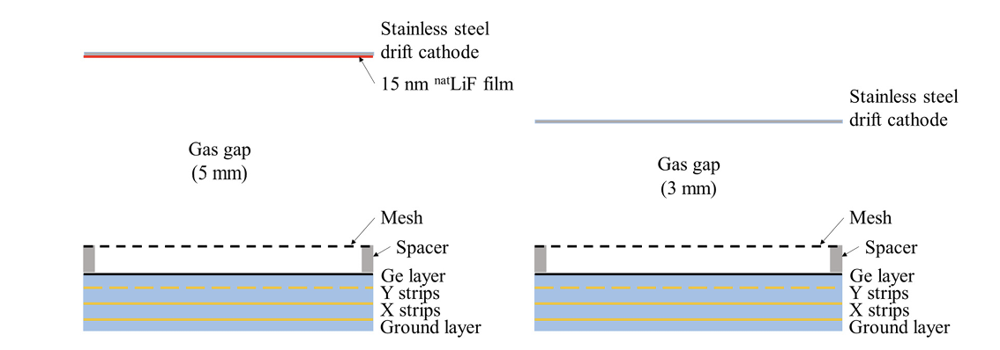 Stainless steel
drift cathode
15 nm ⁿᵃᵗLiF film
Gas gap
(5 mm)
Mesh
Spacer
Ge layer
Y strips
X strips
Ground layer
Stainless steel
drift cathode
Gas gap
(3 mm)
Mesh
Spacer
Ge layer
Y strips
X strips
Ground layer